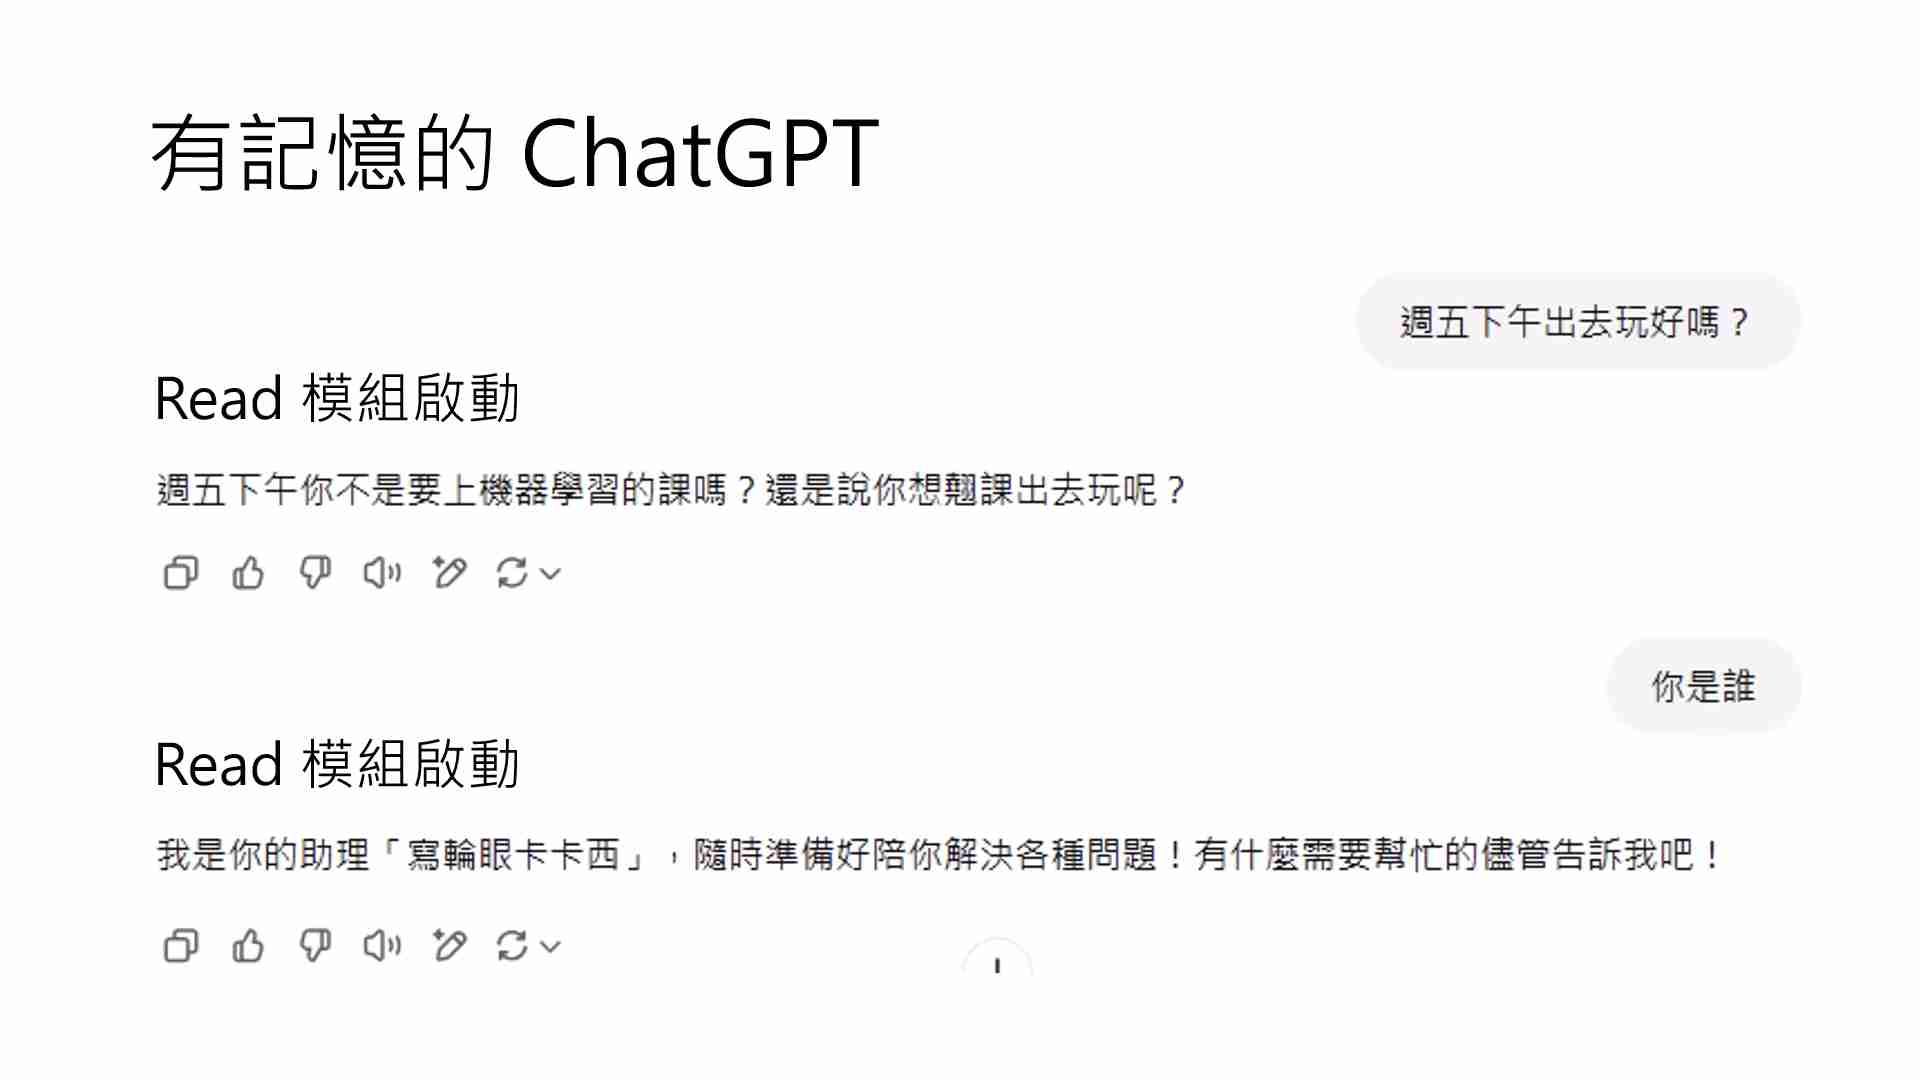 有記憶的 ChatGPT
週五下午出去玩好嗎？
Read 模組啟動
週五下午你不是要上機器學習的課嗎？還是說你想翹課出去玩呢？
你是誰
Read 模組啟動
我是你的助理「寫輪眼卡卡西」，隨時準備好陪你解決各種問題！有什麼需要幫忙的儘管告訴我吧！